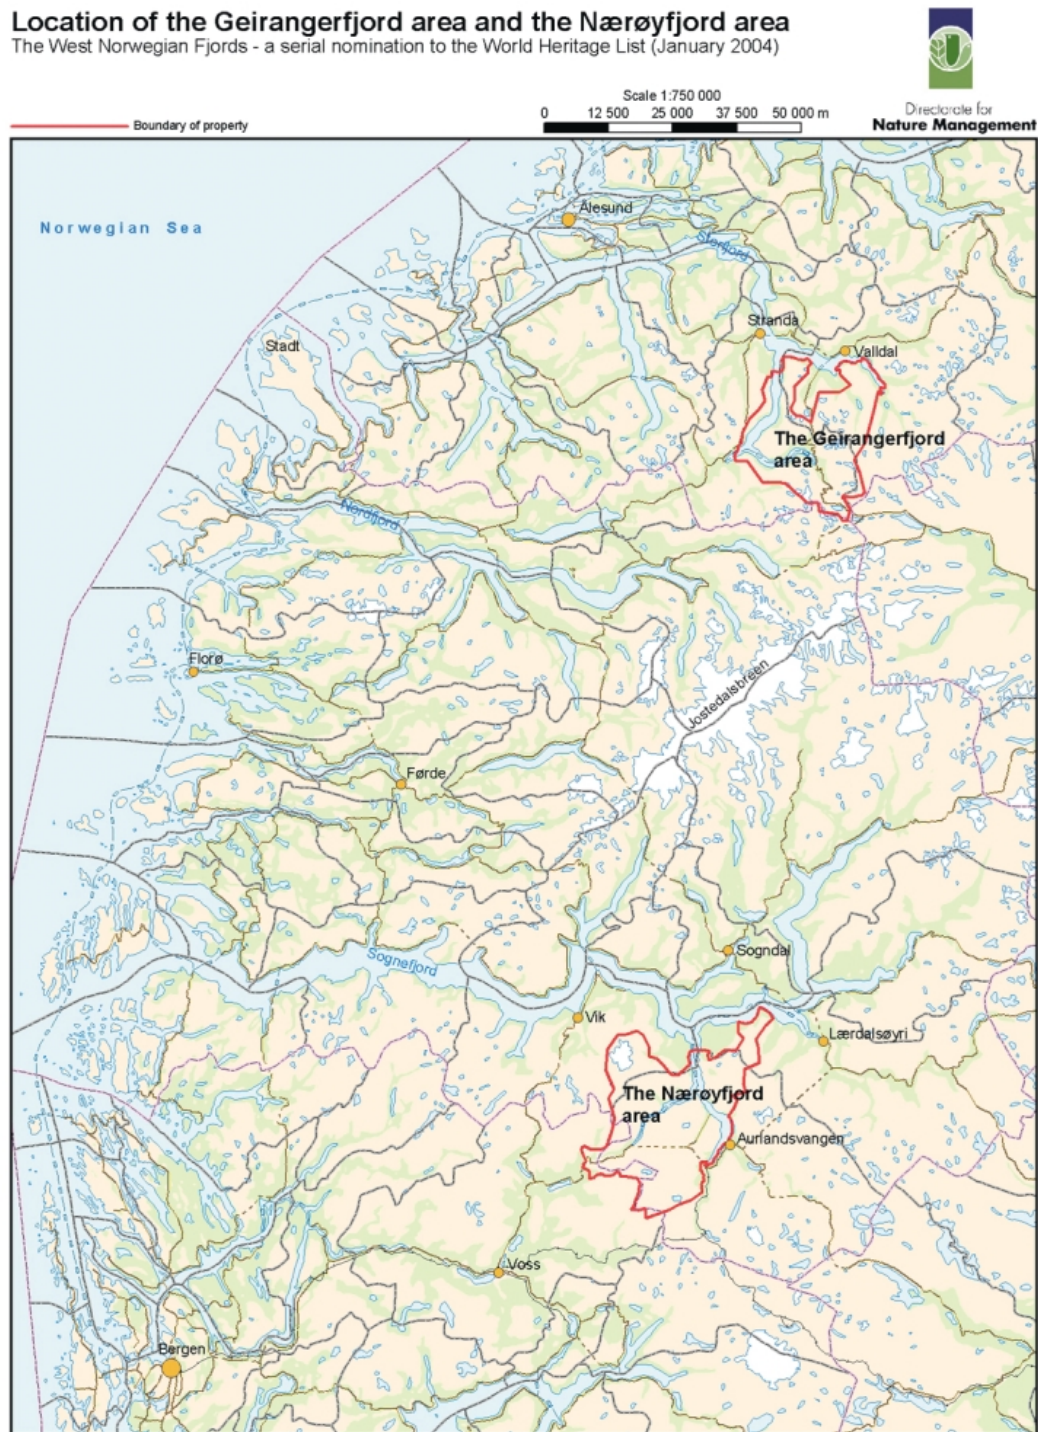 Location of the Geirangerfjord area and the Nærøyfjord area
The West Norwegian Fjords - a serial nomination to the World Heritage List (January 2004)
Scale 1:750 000
0 12 500 25 000 37 500 50 000 m
Boundary of property
Directorate for
Nature Management
Norwegian Sea
Ålesund
Storfjord
Stranda
Stadt
Valldal
The Geirangerfjord
area
Nordfjord
Florø
Jostedalsbreen
Førde
Sogndal
Sognefjord
Vik
Lærdalsøyri
The Nærøyfjord
area
Aurlandsvangen
Voss
Bergen